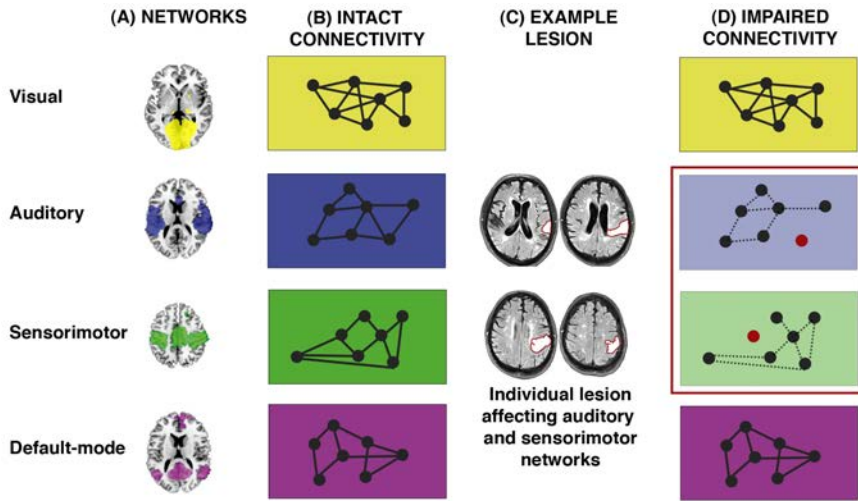 (A) NETWORKS
(B) INTACT
CONNECTIVITY
(C) EXAMPLE
LESION
(D) IMPAIRED
CONNECTIVITY
Visual
Auditory
Sensorimotor
Individual lesion
affecting auditory
and sensorimotor
networks
Default-mode